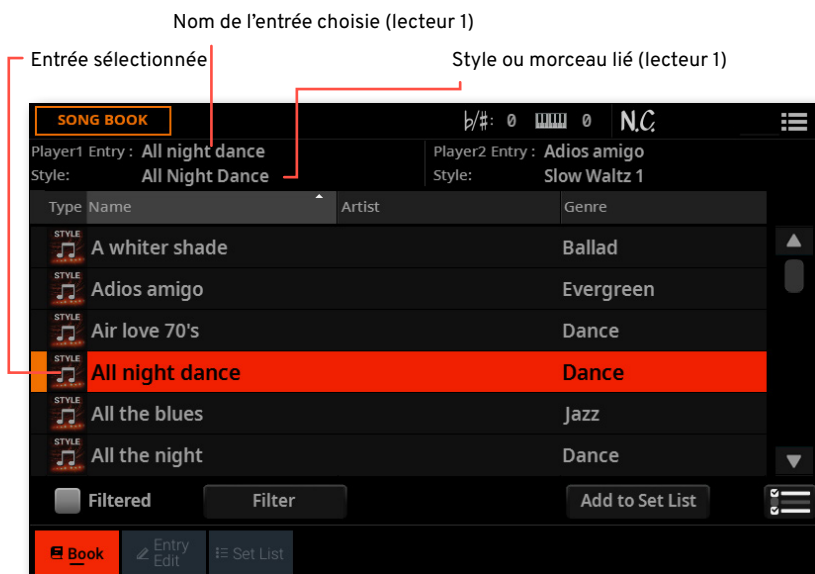 Nom de l'entrée choisie (lecteur 1)
Entrée sélectionnée
Style ou morceau lié (lecteur 1)
SONG BOOK ♭/♯: 0 0 N.C.
Player1 Entry : All night dance Player2 Entry : Adios amigo
Style: All Night Dance Style: Slow Waltz 1
Type Name Artist Genre
STYLE A whiter shade Ballad
STYLE Adios amigo Evergreen
STYLE Air love 70's Dance
STYLE All night dance Dance
STYLE All the blues Jazz
STYLE All the night Dance
Filtered Filter Add to Set List
Book Entry Edit Set List